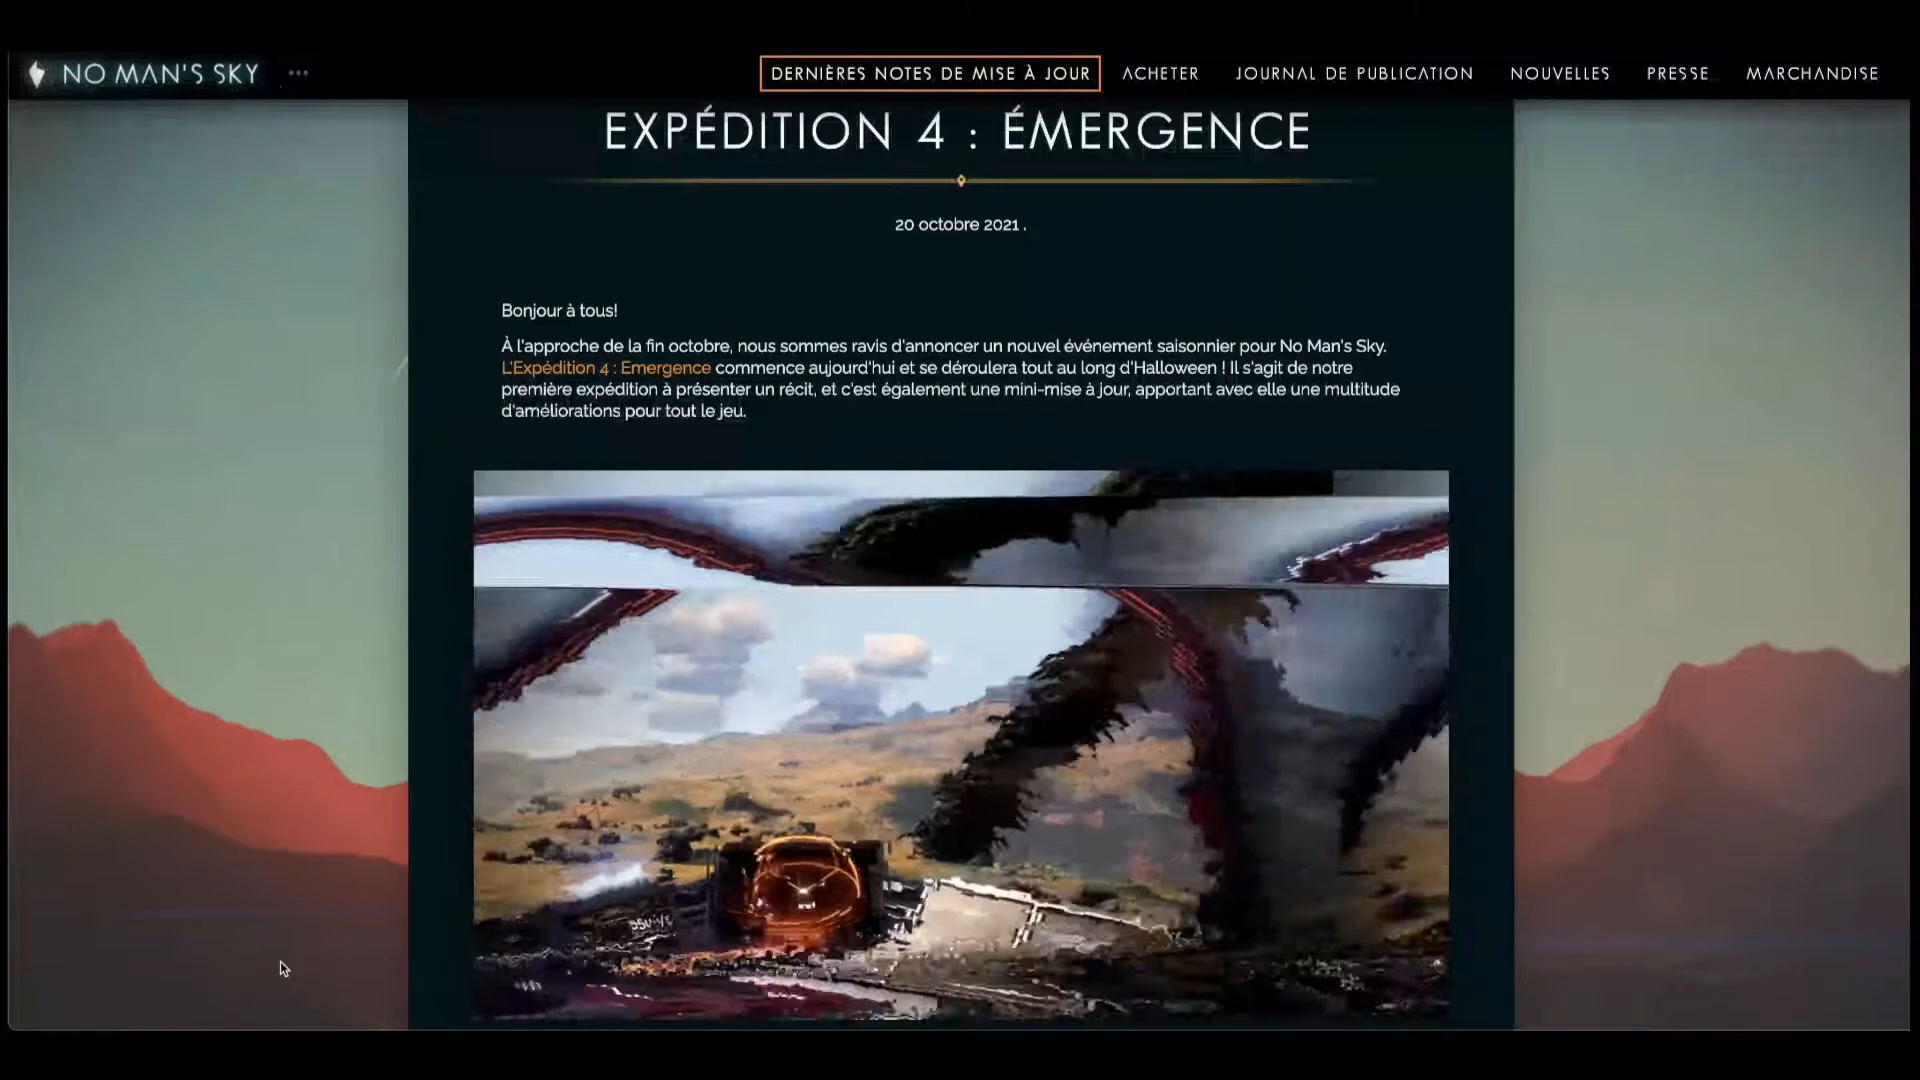 NO MAN'S SKY
DERNIÈRES NOTES DE MISE À JOUR
ACHETER
JOURNAL DE PUBLICATION
NOUVELLES
PRESSE
MARCHANDISE
EXPÉDITION 4 : ÉMERGENCE
20 octobre 2021 .
Bonjour à tous!
À l'approche de la fin octobre, nous sommes ravis d'annoncer un nouvel événement saisonnier pour No Man's Sky.
L'Expédition 4 : Emergence commence aujourd'hui et se déroulera tout au long d'Halloween ! Il s'agit de notre
première expédition à présenter un récit, et c'est également une mini-mise à jour, apportant avec elle une multitude
d'améliorations pour tout le jeu.